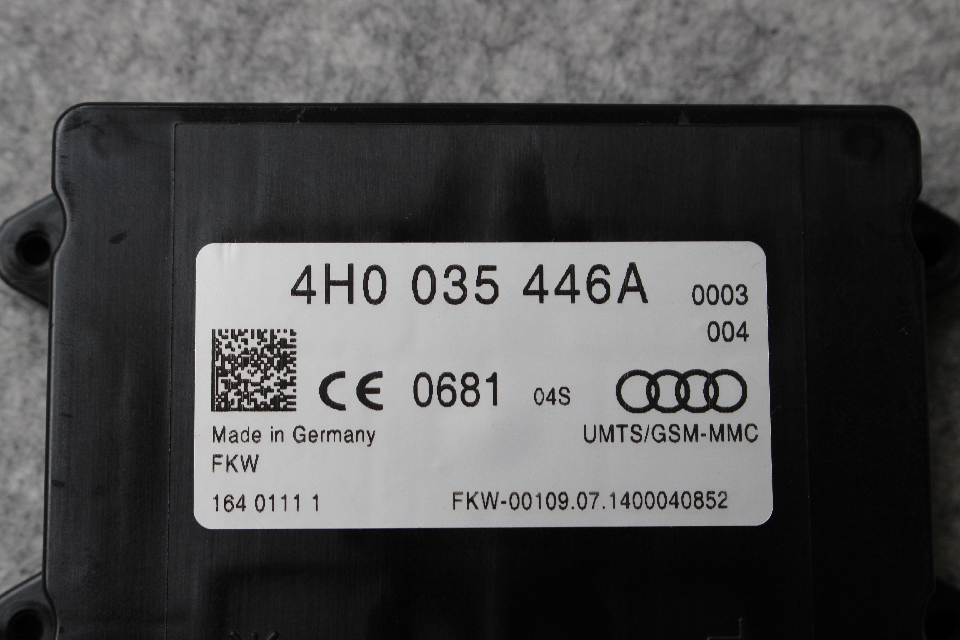 4H0 035 446A 0003
004
CE 0681 04S
Made in Germany UMTS/GSM-MMC
FKW
164 0111 1 FKW-00109.07.1400040852